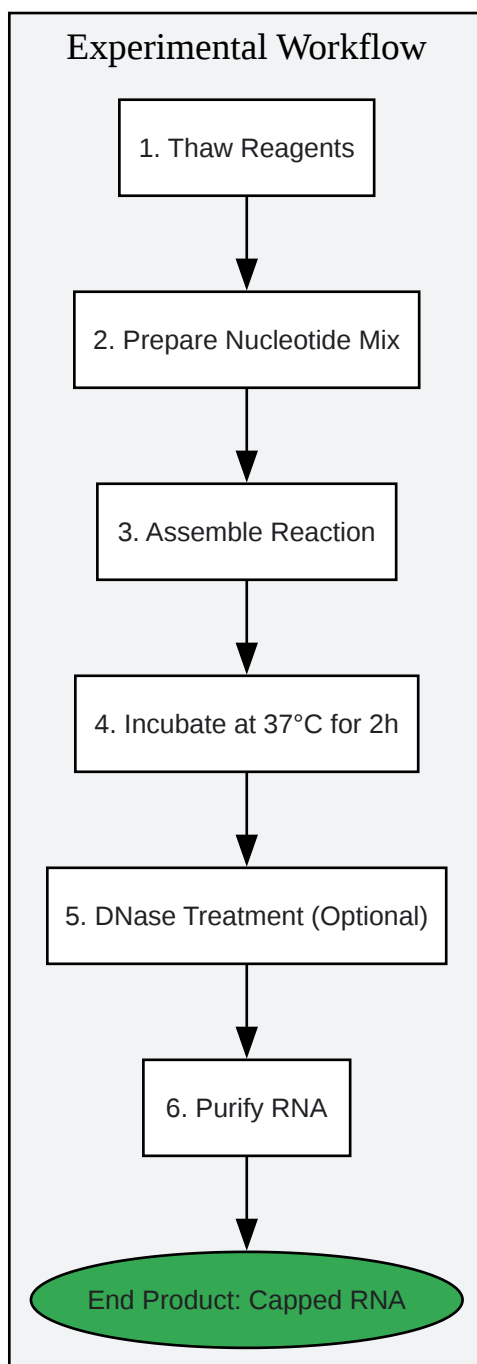 Experimental Workflow
1. Thaw Reagents
2. Prepare Nucleotide Mix
3. Assemble Reaction
4. Incubate at 37°C for 2h
5. DNase Treatment (Optional)
6. Purify RNA
End Product: Capped RNA